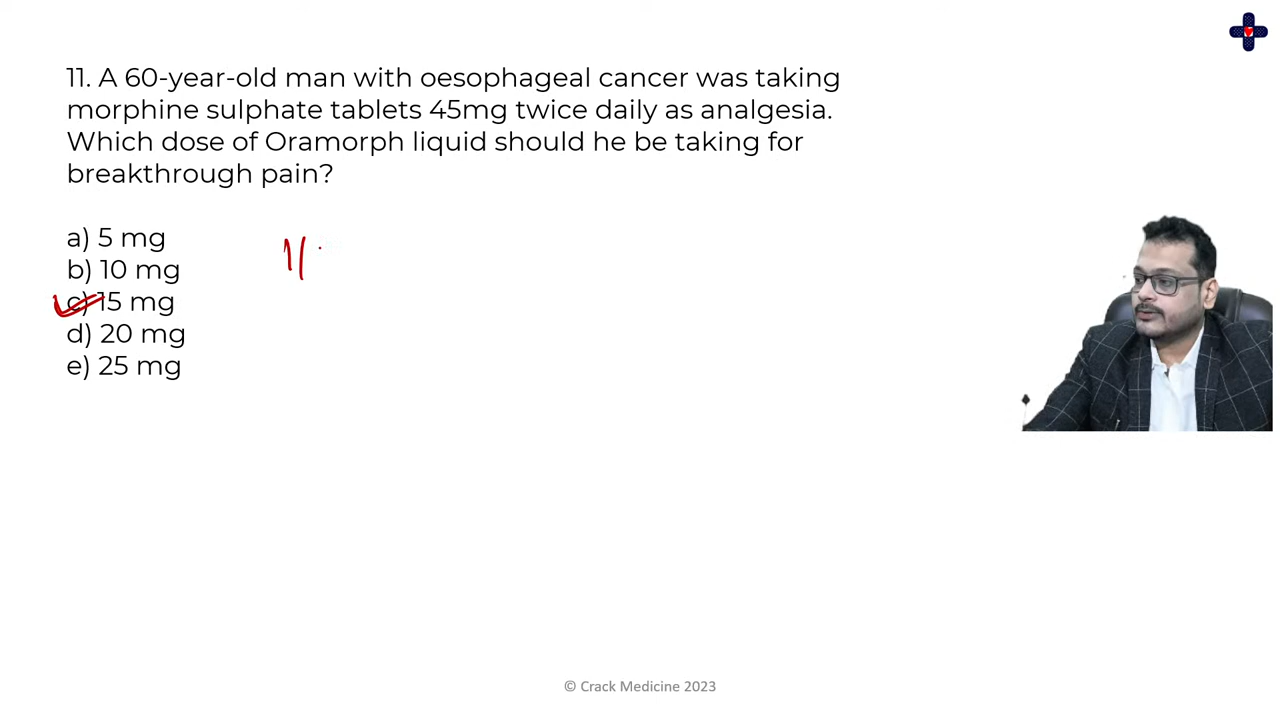 11. A 60-year-old man with oesophageal cancer was taking
morphine sulphate tablets 45mg twice daily as analgesia.
Which dose of Oramorph liquid should he be taking for
breakthrough pain?
a) 5 mg
b) 10 mg
c) 15 mg
d) 20 mg
e) 25 mg
© Crack Medicine 2023